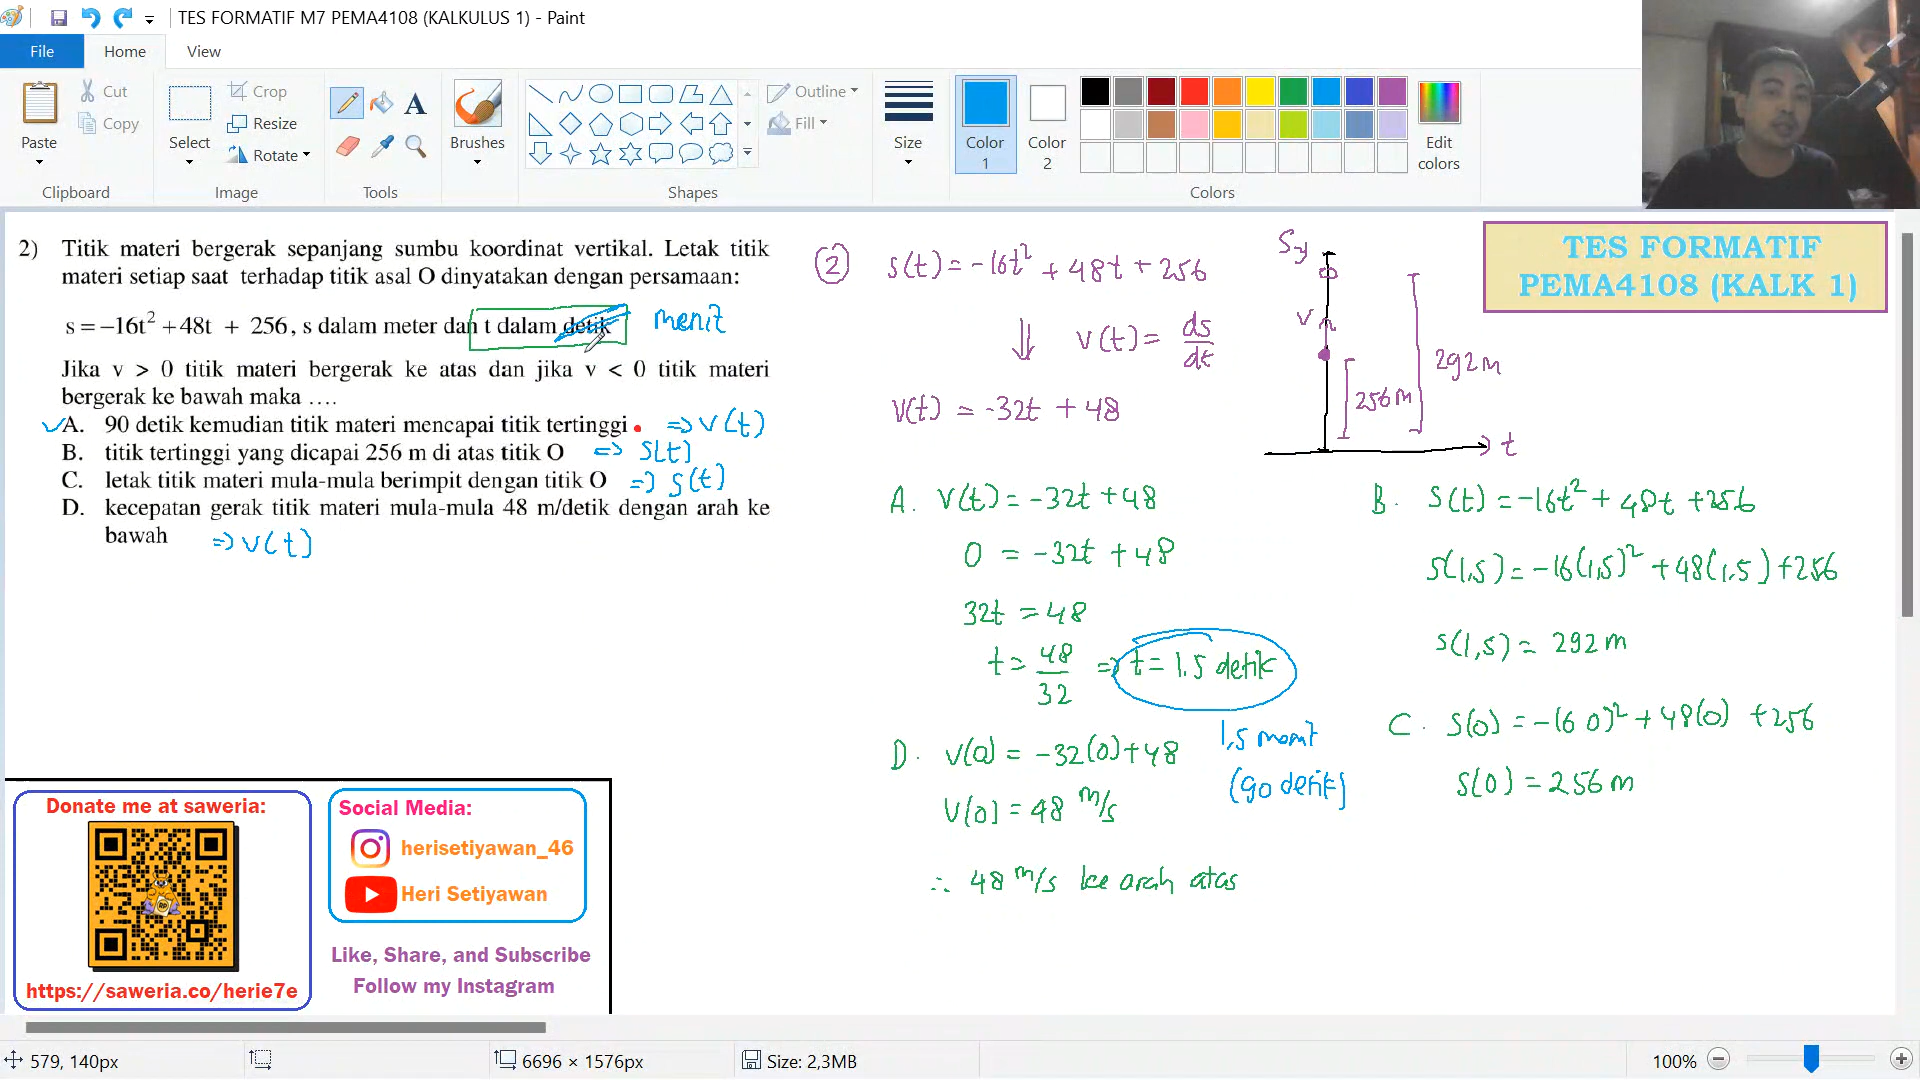 TES FORMATIF M7 PEMA4108 (KALKULUS 1) - Paint
File
Home
View
Paste
Cut
Copy
Clipboard
Select
Crop
Resize
Rotate
Image
Tools
Brushes
Shapes
Outline
Fill
Size
Color 1
Color 2
Edit colors
Colors
2) Titik materi bergerak sepanjang sumbu koordinat vertikal. Letak titik
materi setiap saat terhadap titik asal O dinyatakan dengan persamaan:
s = −16t² + 48t + 256, s dalam meter dan t dalam detik menit
Jika v > 0 titik materi bergerak ke atas dan jika v < 0 titik materi
bergerak ke bawah maka ….
A. 90 detik kemudian titik materi mencapai titik tertinggi. => v(t)
B. titik tertinggi yang dicapai 256 m di atas titik O => s(t)
C. letak titik materi mula-mula berimpit dengan titik O => s(t)
D. kecepatan gerak titik materi mula-mula 48 m/detik dengan arah ke
bawah => v(t)
2 s(t) = -16t² + 48t + 256
v(t) = ds/dt
v(t) = -32t + 48
Sy
v
256 m
292 m
t
TES FORMATIF
PEMA4108 (KALK 1)
A. v(t) = -32t + 48
0 = -32t + 48
32t = 48
t = 48/32 => t = 1.5 detik
1,5 menit
(90 detik)
D. v(0) = -32(0) + 48
v(0) = 48 m/s
∴ 48 m/s ke arah atas
B. s(t) = -16t² + 48t + 256
s(1,5) = -16(1,5)² + 48(1.5) + 256
s(1,5) = 292 m
C. s(0) = -16 0)² + 48(0) + 256
s(0) = 256 m
Donate me at saweria:
https://saweria.co/herie7e
Social Media:
herisetiyawan_46
Heri Setiyawan
Like, Share, and Subscribe
Follow my Instagram
579, 140px
6696 × 1576px
Size: 2,3MB
100%